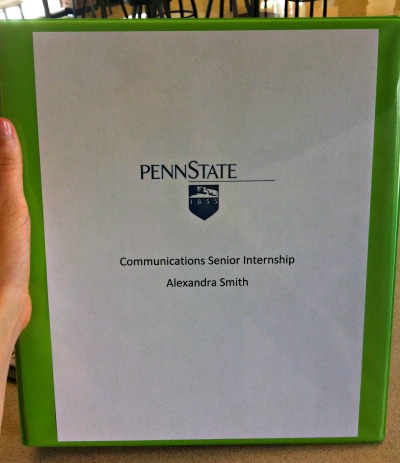 PENNSTATE
1855
Communications Senior Internship
Alexandra Smith